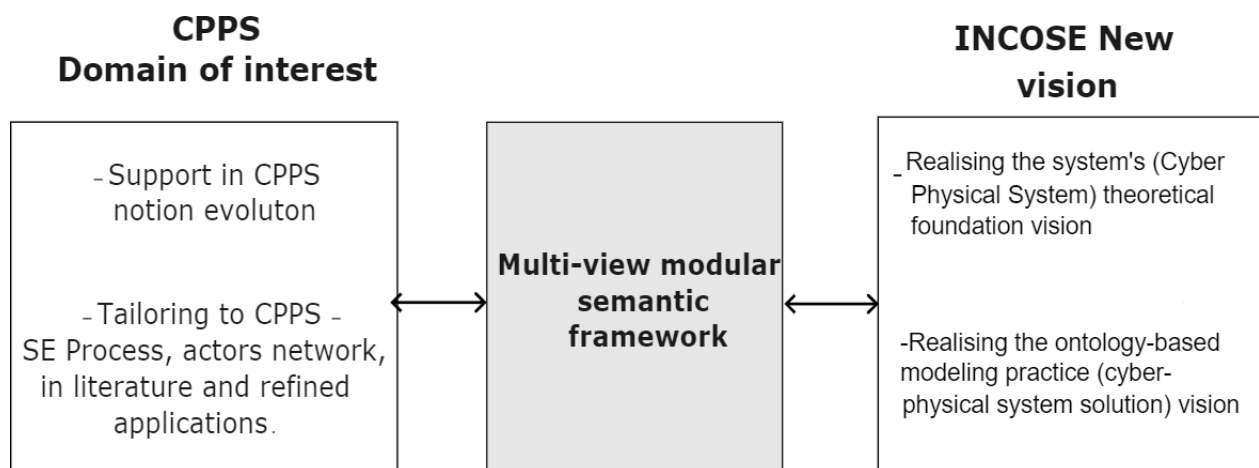 CPPS
Domain of interest
- Support in CPPS
notion evoluton
- Tailoring to CPPS -
SE Process, actors network,
in literature and refined
applications.
Multi-view modular
semantic
framework
INCOSE New
vision
- Realising the system's (Cyber
Physical System) theoretical
foundation vision
-Realising the ontology-based
modeling practice (cyber-
physical system solution) vision